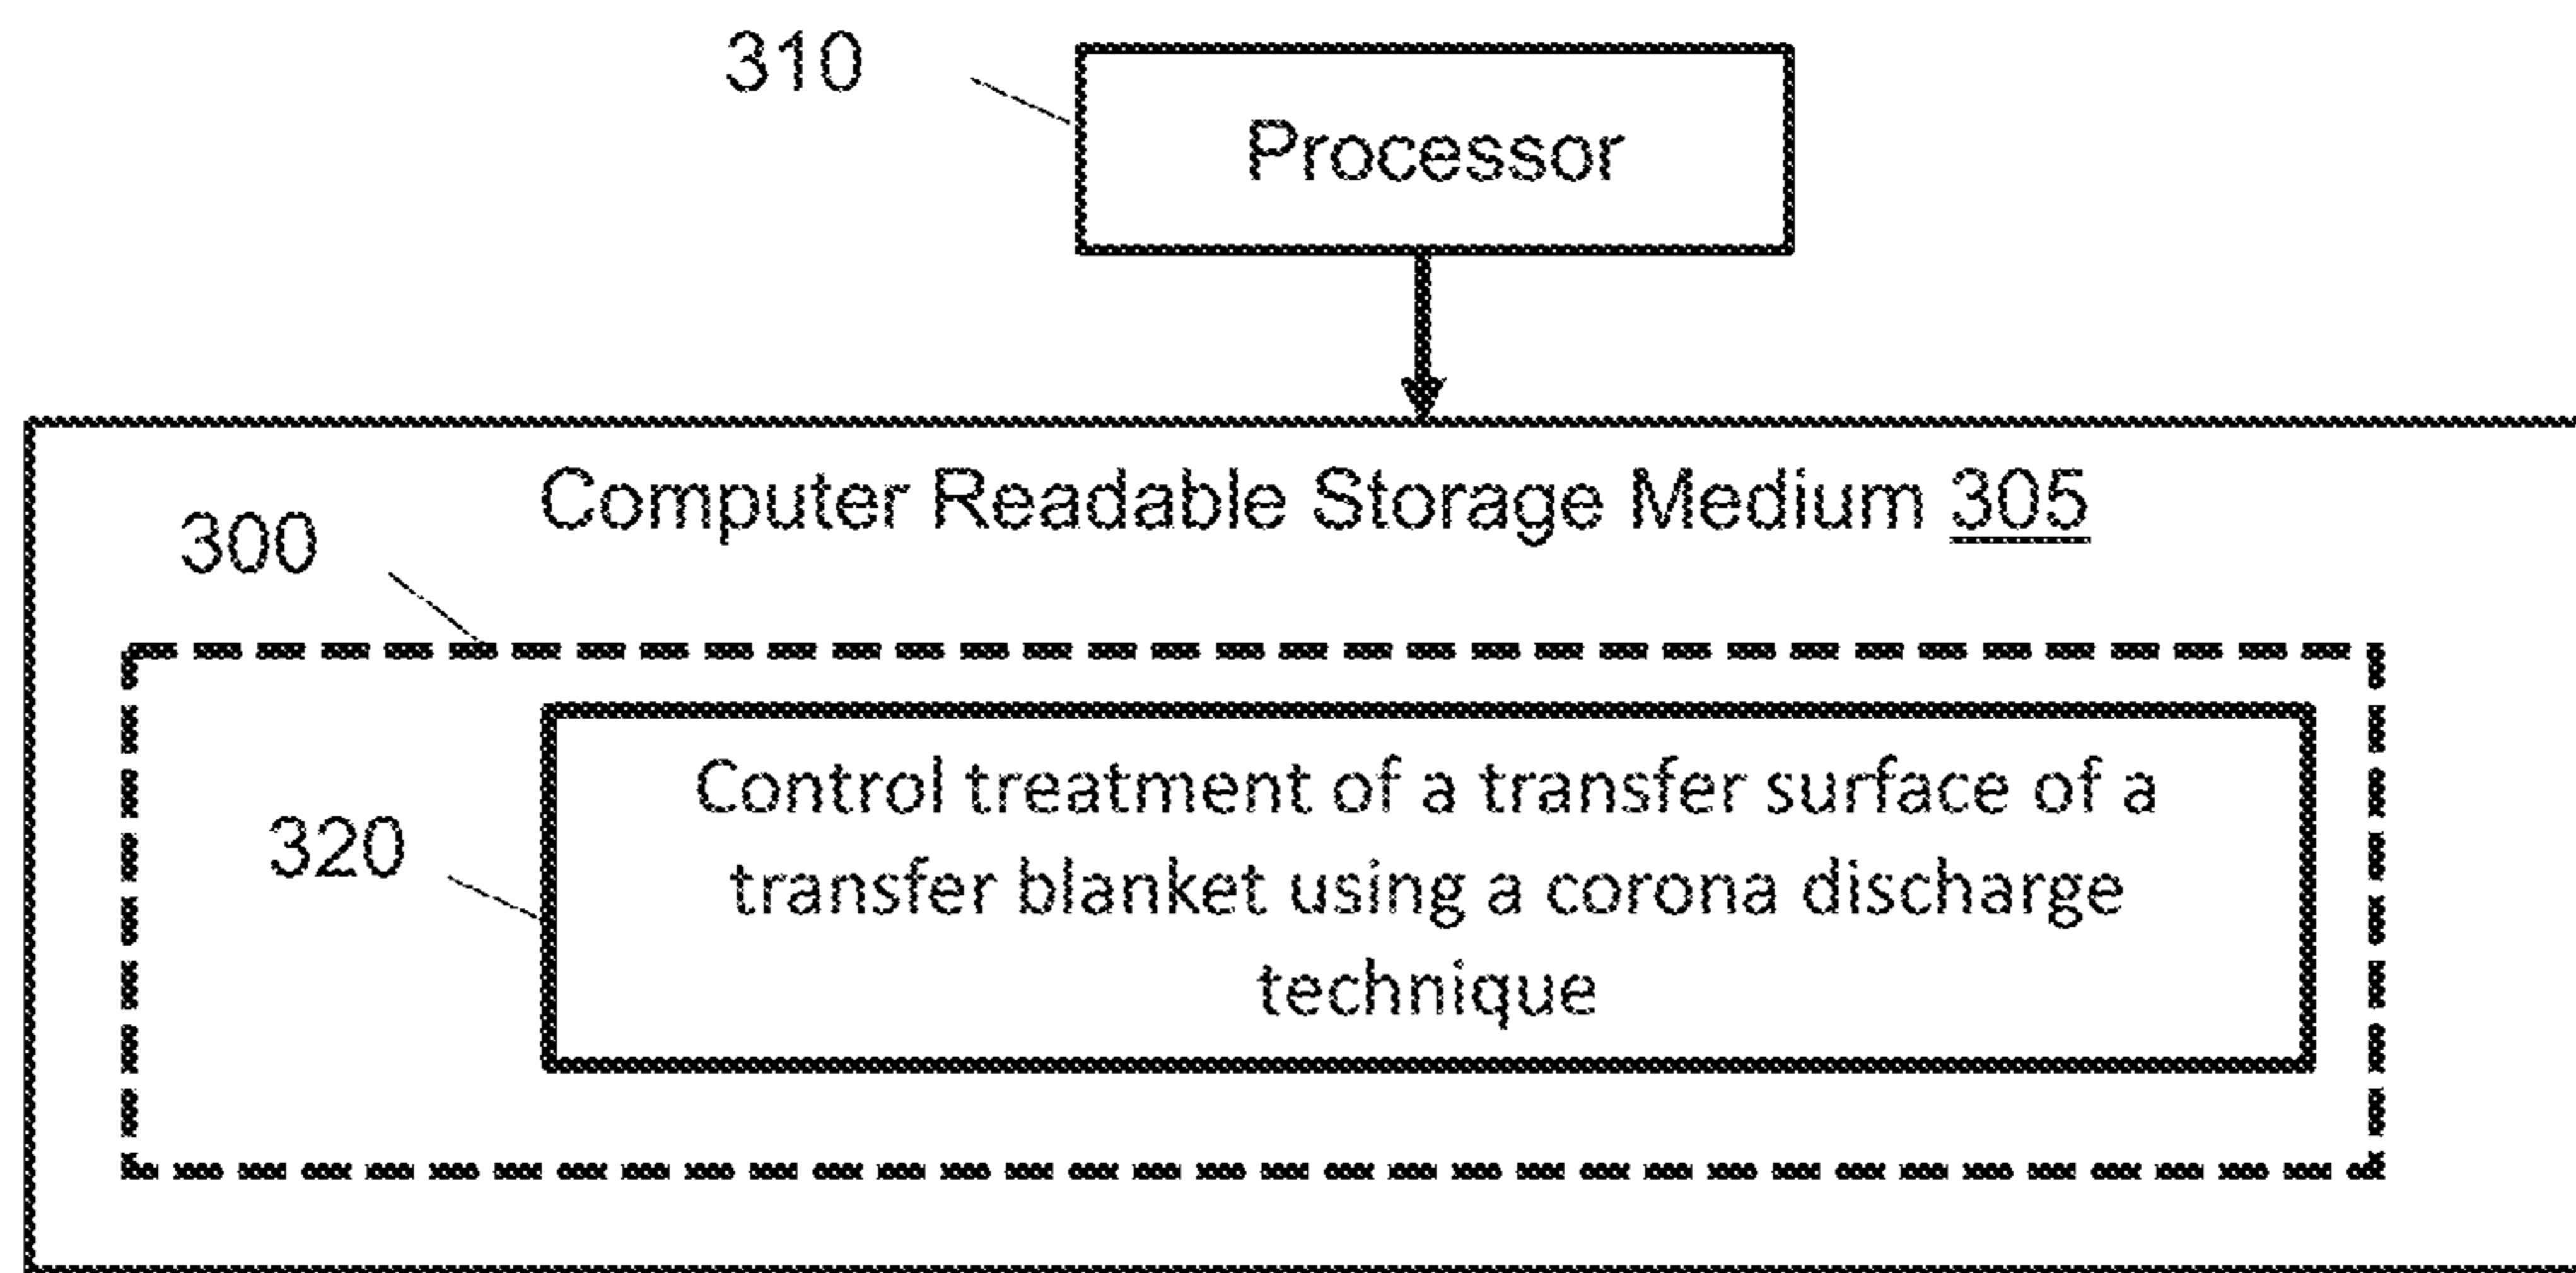 310
Processor
Computer Readable Storage Medium 305
300
320
Control treatment of a transfer surface of a
transfer blanket using a corona discharge
technique